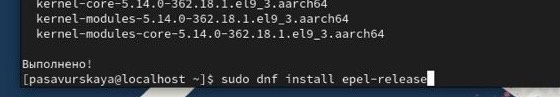 kernel-core-5.14.0-362.18.1.el9_3.aarch64
kernel-modules-5.14.0-362.18.1.el9_3.aarch64
kernel-modules-core-5.14.0-362.18.1.el9_3.aarch64
Выполнено!
[pasavurskaya@localhost ~]$ sudo dnf install epel-release